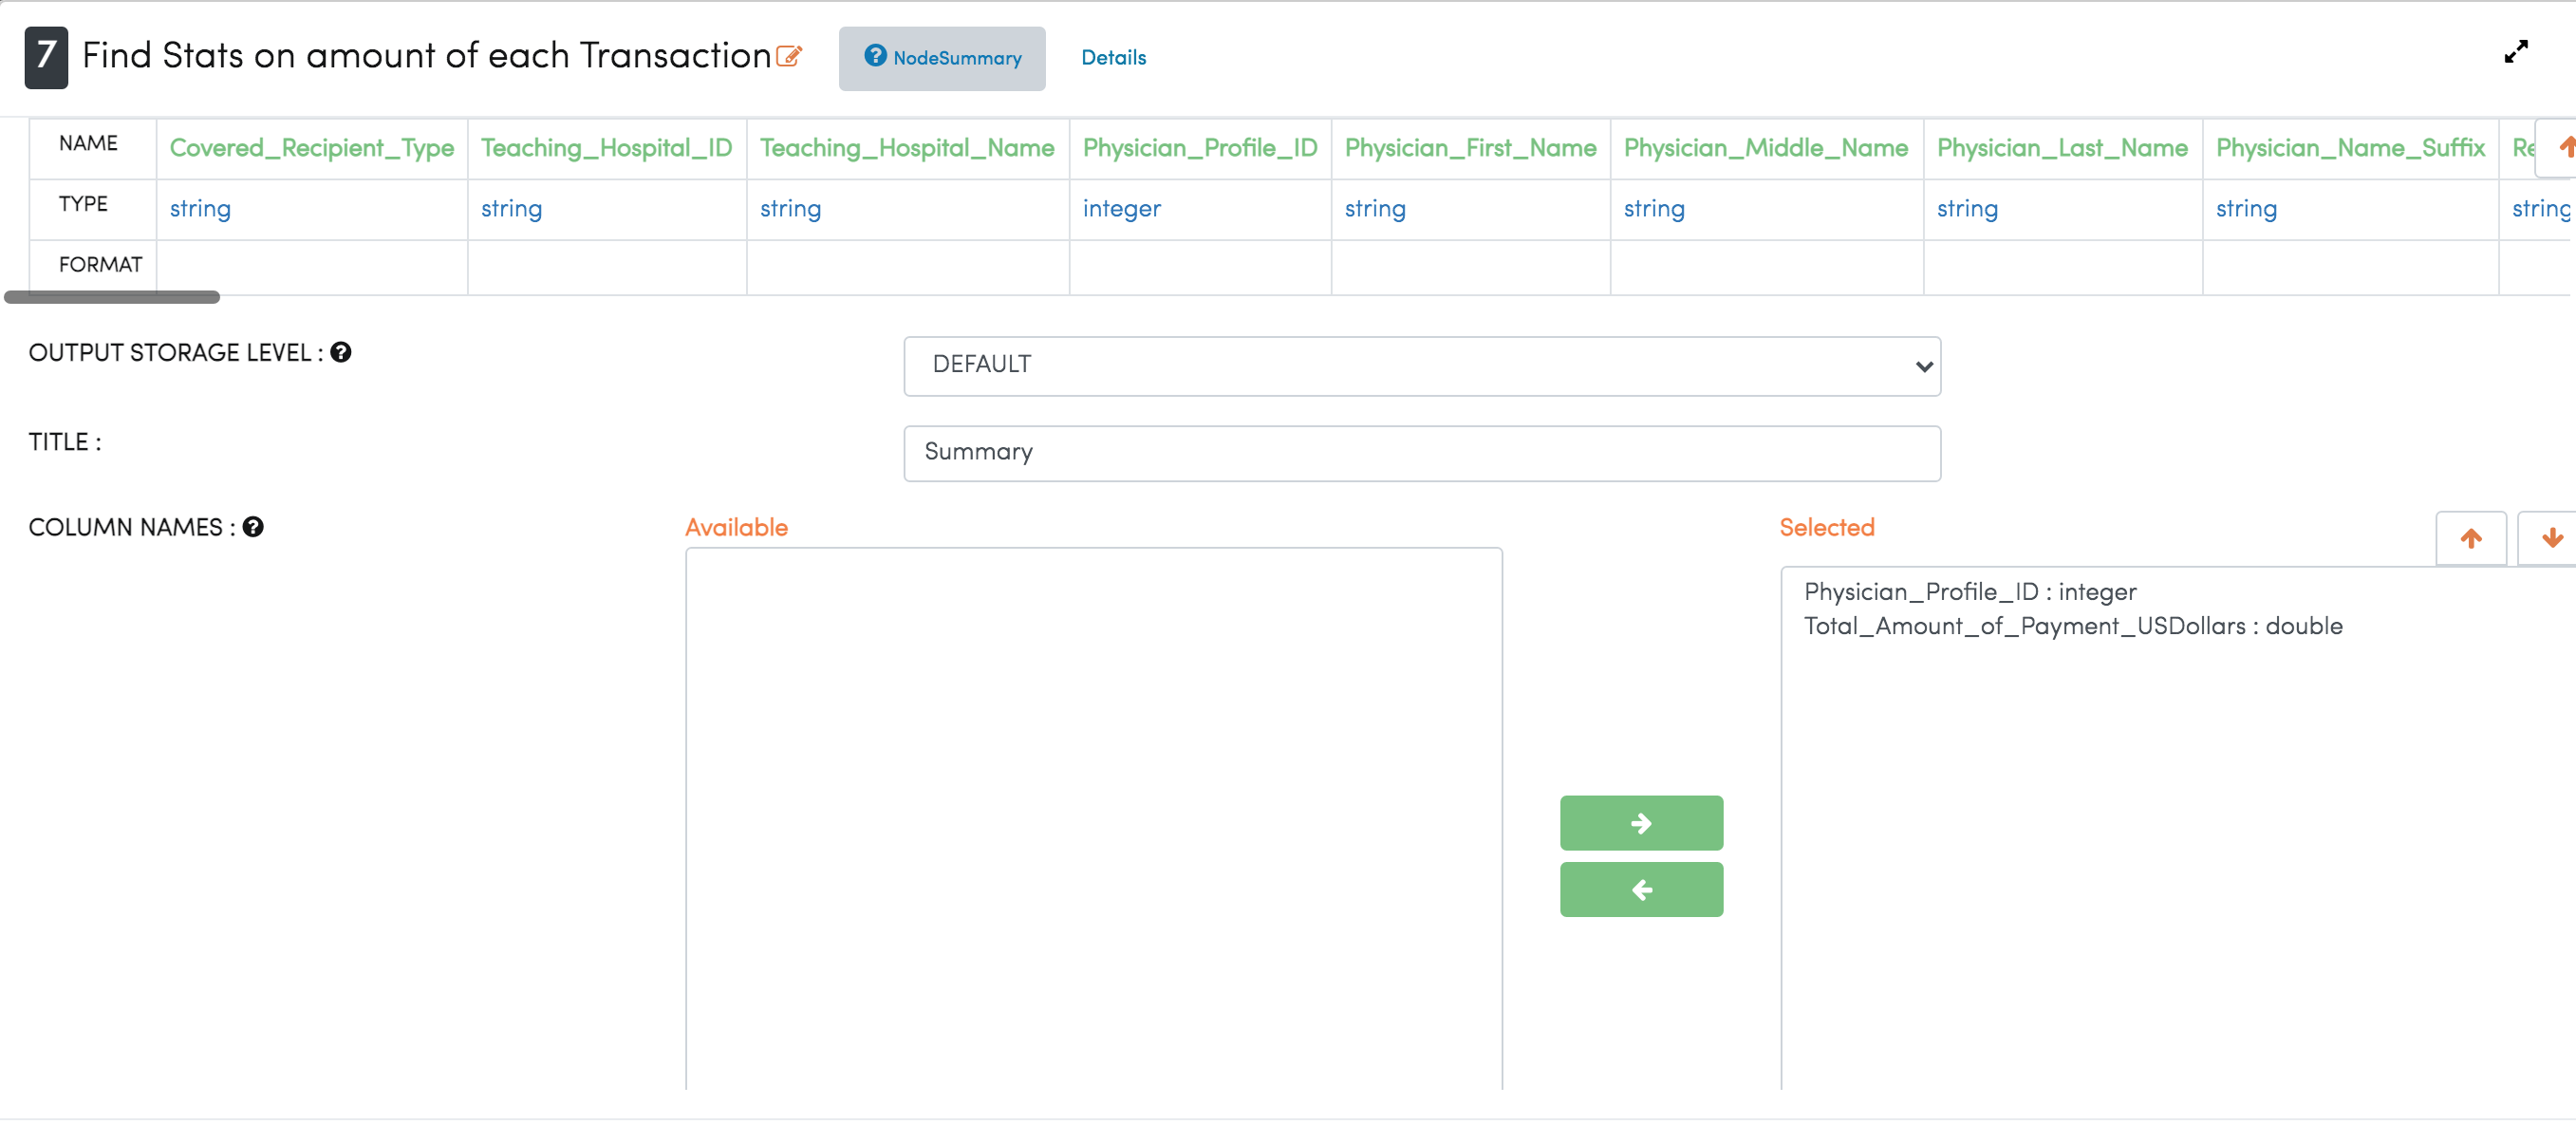 7 Find Stats on amount of each Transaction NodeSummary Details
NAME Covered_Recipient_Type Teaching_Hospital_ID Teaching_Hospital_Name Physician_Profile_ID Physician_First_Name Physician_Middle_Name Physician_Last_Name Physician_Name_Suffix Re
TYPE string string string integer string string string string string
FORMAT
OUTPUT STORAGE LEVEL : DEFAULT
TITLE : Summary
COLUMN NAMES : Available Selected
Physician_Profile_ID : integer
Total_Amount_of_Payment_USDollars : double